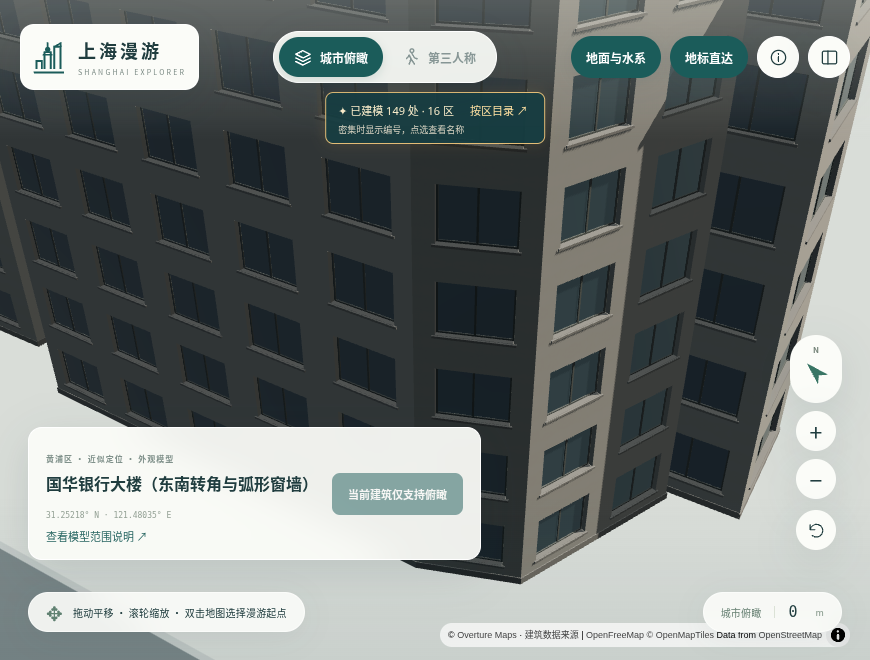 上海漫游
SHANGHAI EXPLORER
城市俯瞰
第三人称
地面与水系
地标直达
✦ 已建模 149 处 · 16 区 按区目录 ↗
密集时显示编号，点选查看名称
N
+
−
黄浦区 · 近似定位 · 外观模型
国华银行大楼（东南转角与弧形窗墙）
31.25218° N · 121.48035° E
查看模型范围说明 ↗
当前建筑仅支持俯瞰
拖动平移 · 滚轮缩放 · 双击地图选择漫游起点
城市俯瞰 0 m
© Overture Maps · 建筑数据来源 | OpenFreeMap © OpenMapTiles Data from OpenStreetMap